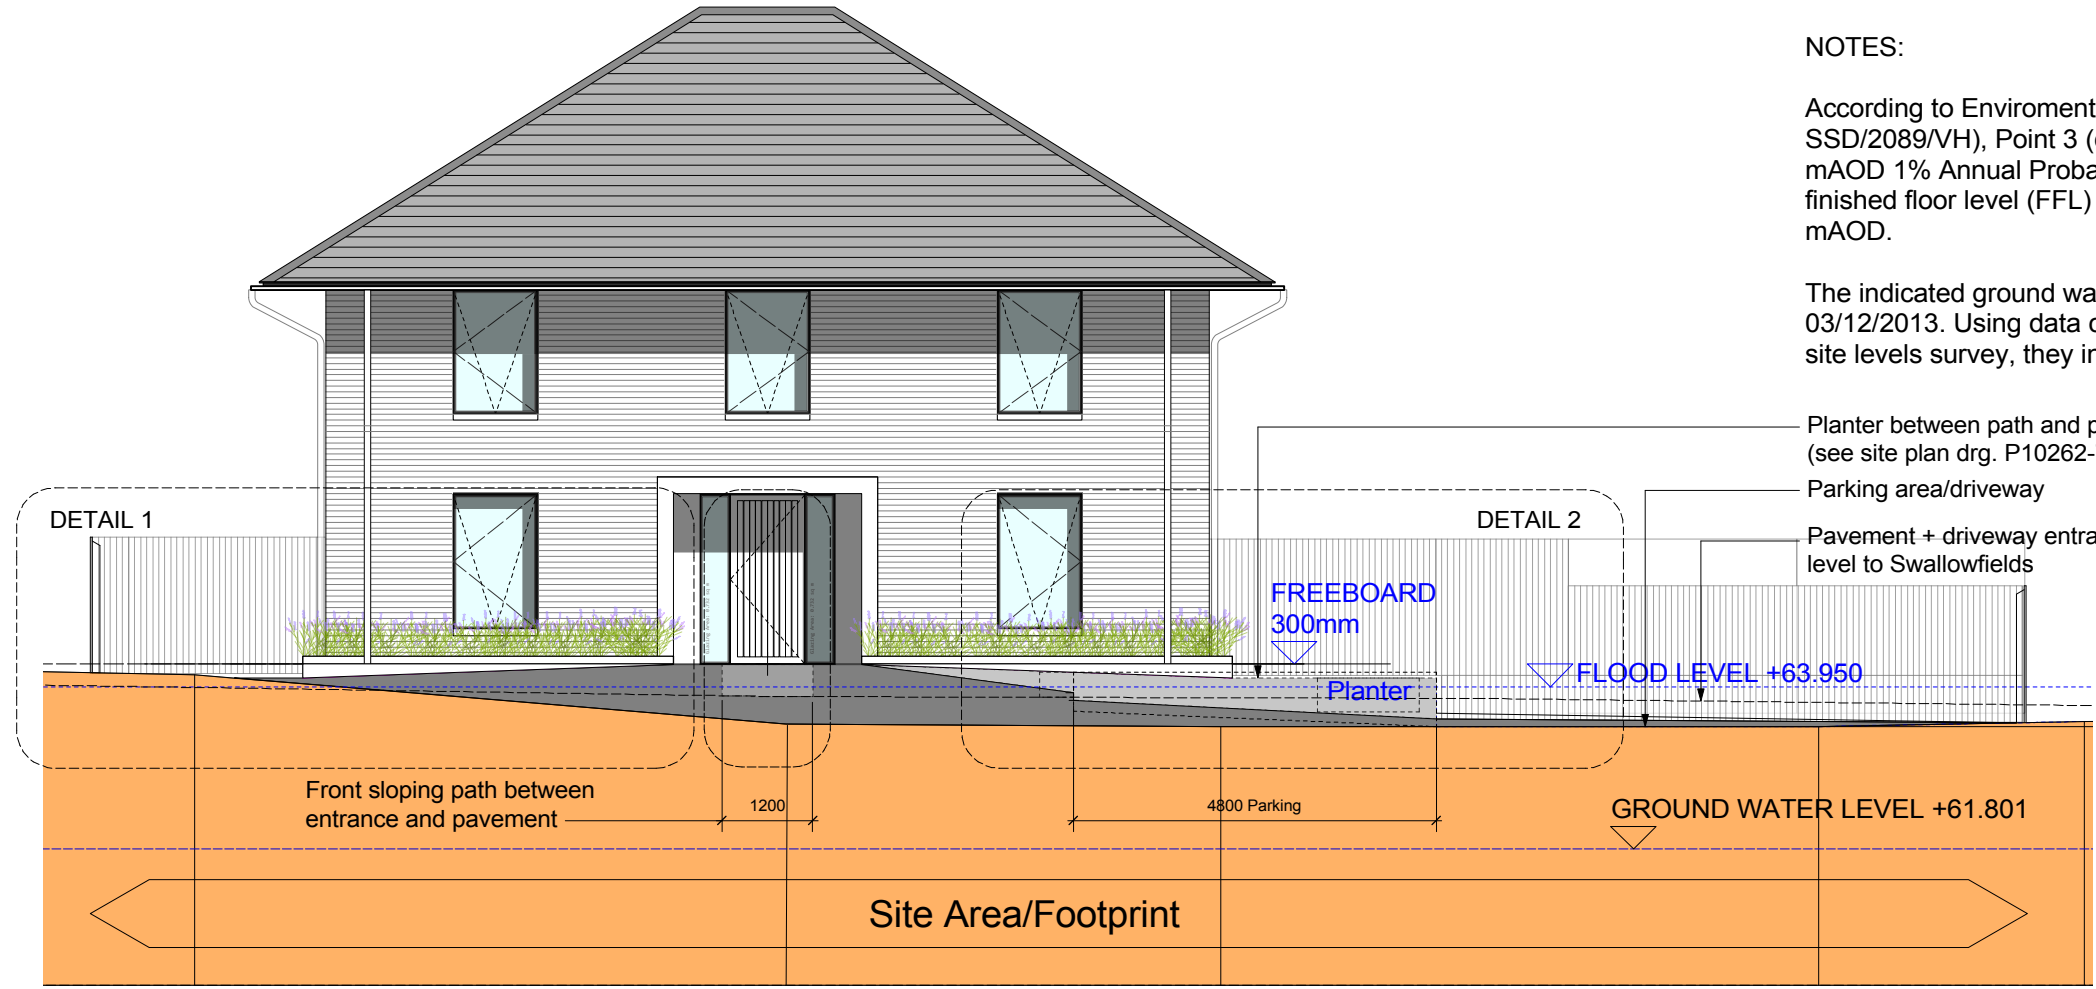 NOTES:
According to Enviroment
SSD/2089/VH), Point 3 (
mAOD 1% Annual Proba
finished floor level (FFL)
mAOD.
The indicated ground wa
03/12/2013. Using data
site levels survey, they
Planter between path and
(see site plan drg. P10262-
Parking area/driveway
Pavement + driveway entra
level to Swallowfields
DETAIL 1
DETAIL 2
FREEBOARD
300mm
FLOOD LEVEL +63.950
Planter
Front sloping path between
entrance and pavement
1200
4800 Parking
GROUND WATER LEVEL +61.801
Site Area/Footprint